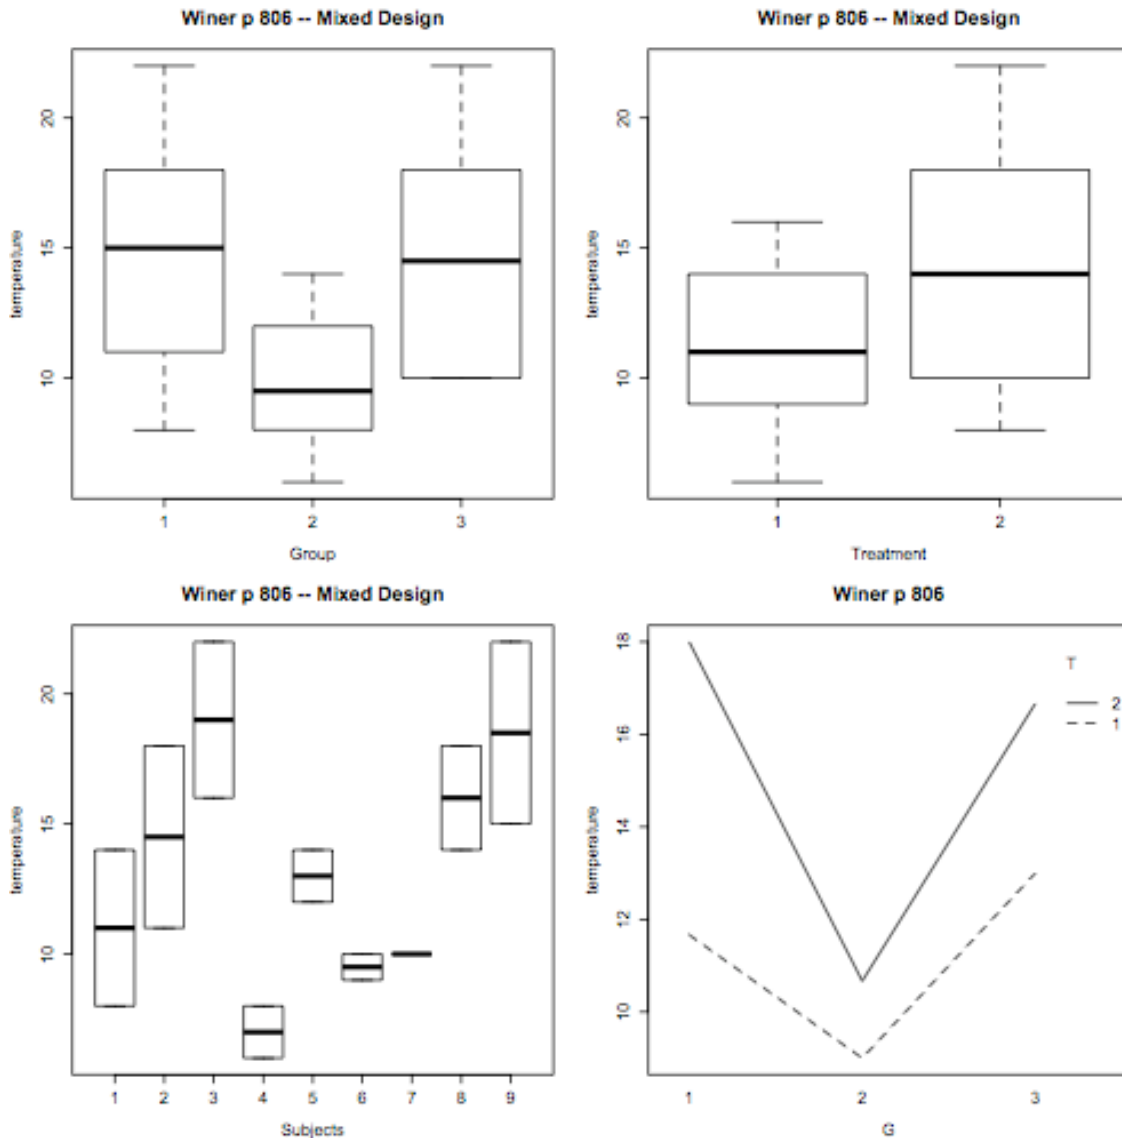 Winer p 806 -- Mixed Design
temperature
20
15
10
1 2 3
Group
Winer p 806 -- Mixed Design
temperature
20
15
10
1 2
Treatment
Winer p 806 -- Mixed Design
temperature
20
15
10
1 2 3 4 5 6 7 8 9
Subjects
Winer p 806
temperature
18
16
14
12
10
T
2
1
1 2 3
G